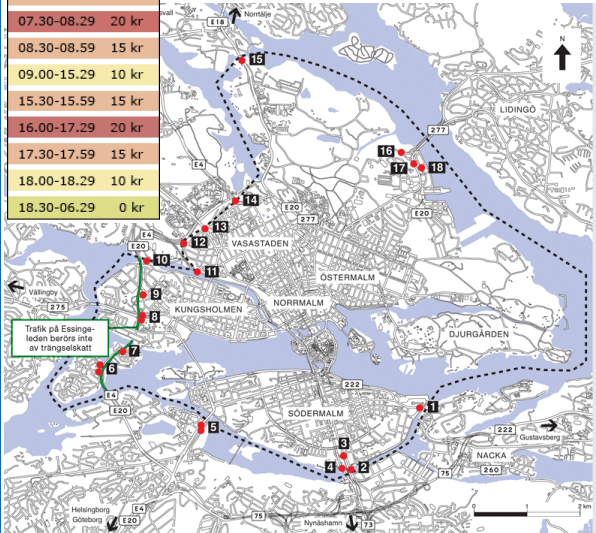 07.30-08.29 20 kr
08.30-08.59 15 kr
09.00-15.29 10 kr
15.30-15.59 15 kr
16.00-17.29 20 kr
17.30-17.59 15 kr
18.00-18.29 10 kr
18.30-06.29 0 kr
E18
Norrtälje
15
N
LIDINGÖ
277
16
17
18
E4
14
E20
277
E20
13
E4
12
VASASTADEN
E20
10
11
ÖSTERMALM
Vällingby
9
275
KUNGSHOLMEN
NORRMALM
8
DJURGÅRDEN
Trafik på Essinge-
leden berörs inte
av trängselskatt
7
6
222
E4
1
E20
SÖDERMALM
222
5
Gustavsberg
3
NACKA
4
2
260
75
E4
Helsingborg
Göteborg
E20
75
Nynäshamn
73
0
1
2 km